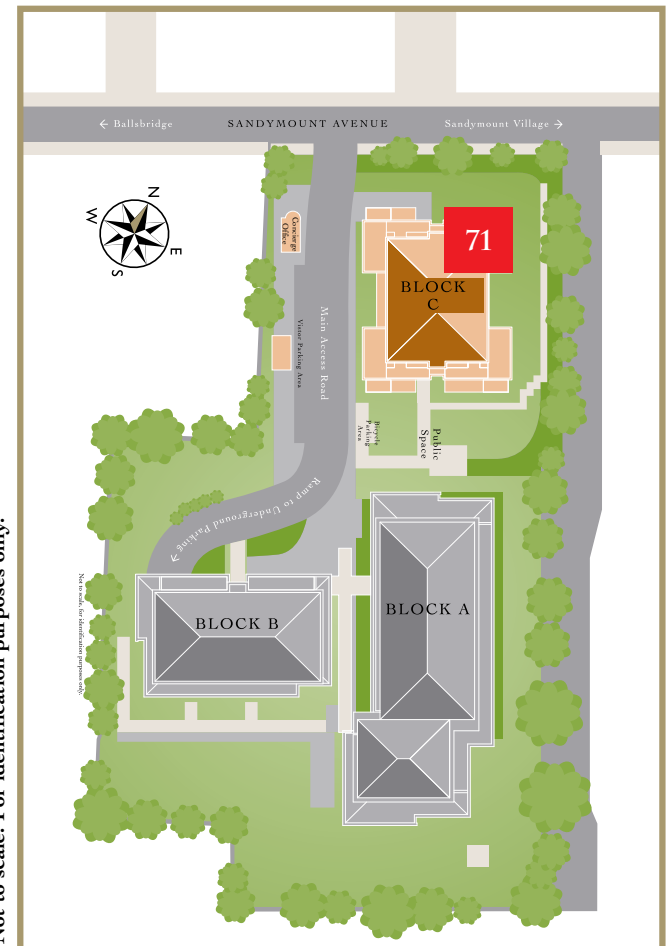 ← Ballsbridge
SANDYMOUNT AVENUE
Sandymount Village →
N
W
E
S
Concierge
Office
71
BLOCK
C
Main Access Road
Visitor Parking Area
Bicycle
Parking
Area
Public
Space
Ramp to Underground Parking
BLOCK A
BLOCK B
Not to scale, for identification purposes only.
Not to scale. For identification purposes only.